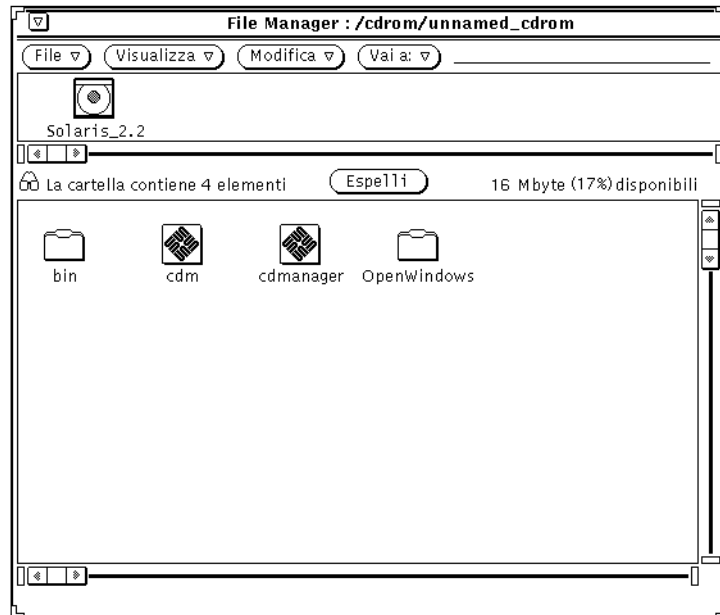 File Manager : /cdrom/unnamed_cdrom
File Visualizza Modifica Vai a:
Solaris_2.2
La cartella contiene 4 elementi Espelli 16 Mbyte (17%) disponibili
bin cdm cdmanager OpenWindows